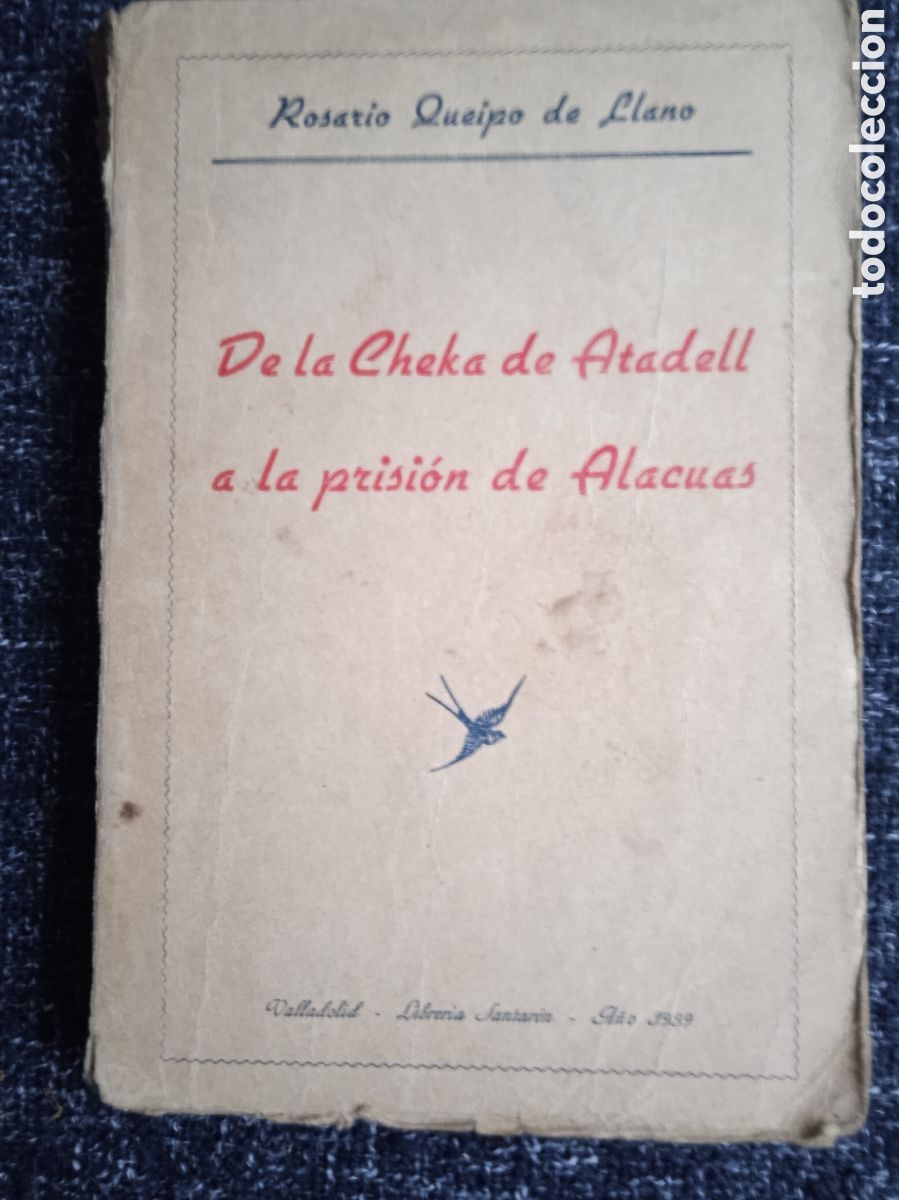 Rosario Queipo de Llano
De la Cheka de Atadell
a la prisión de Alacuas
Valladolid - Librería Santarén - Año 1939
todocoleccion